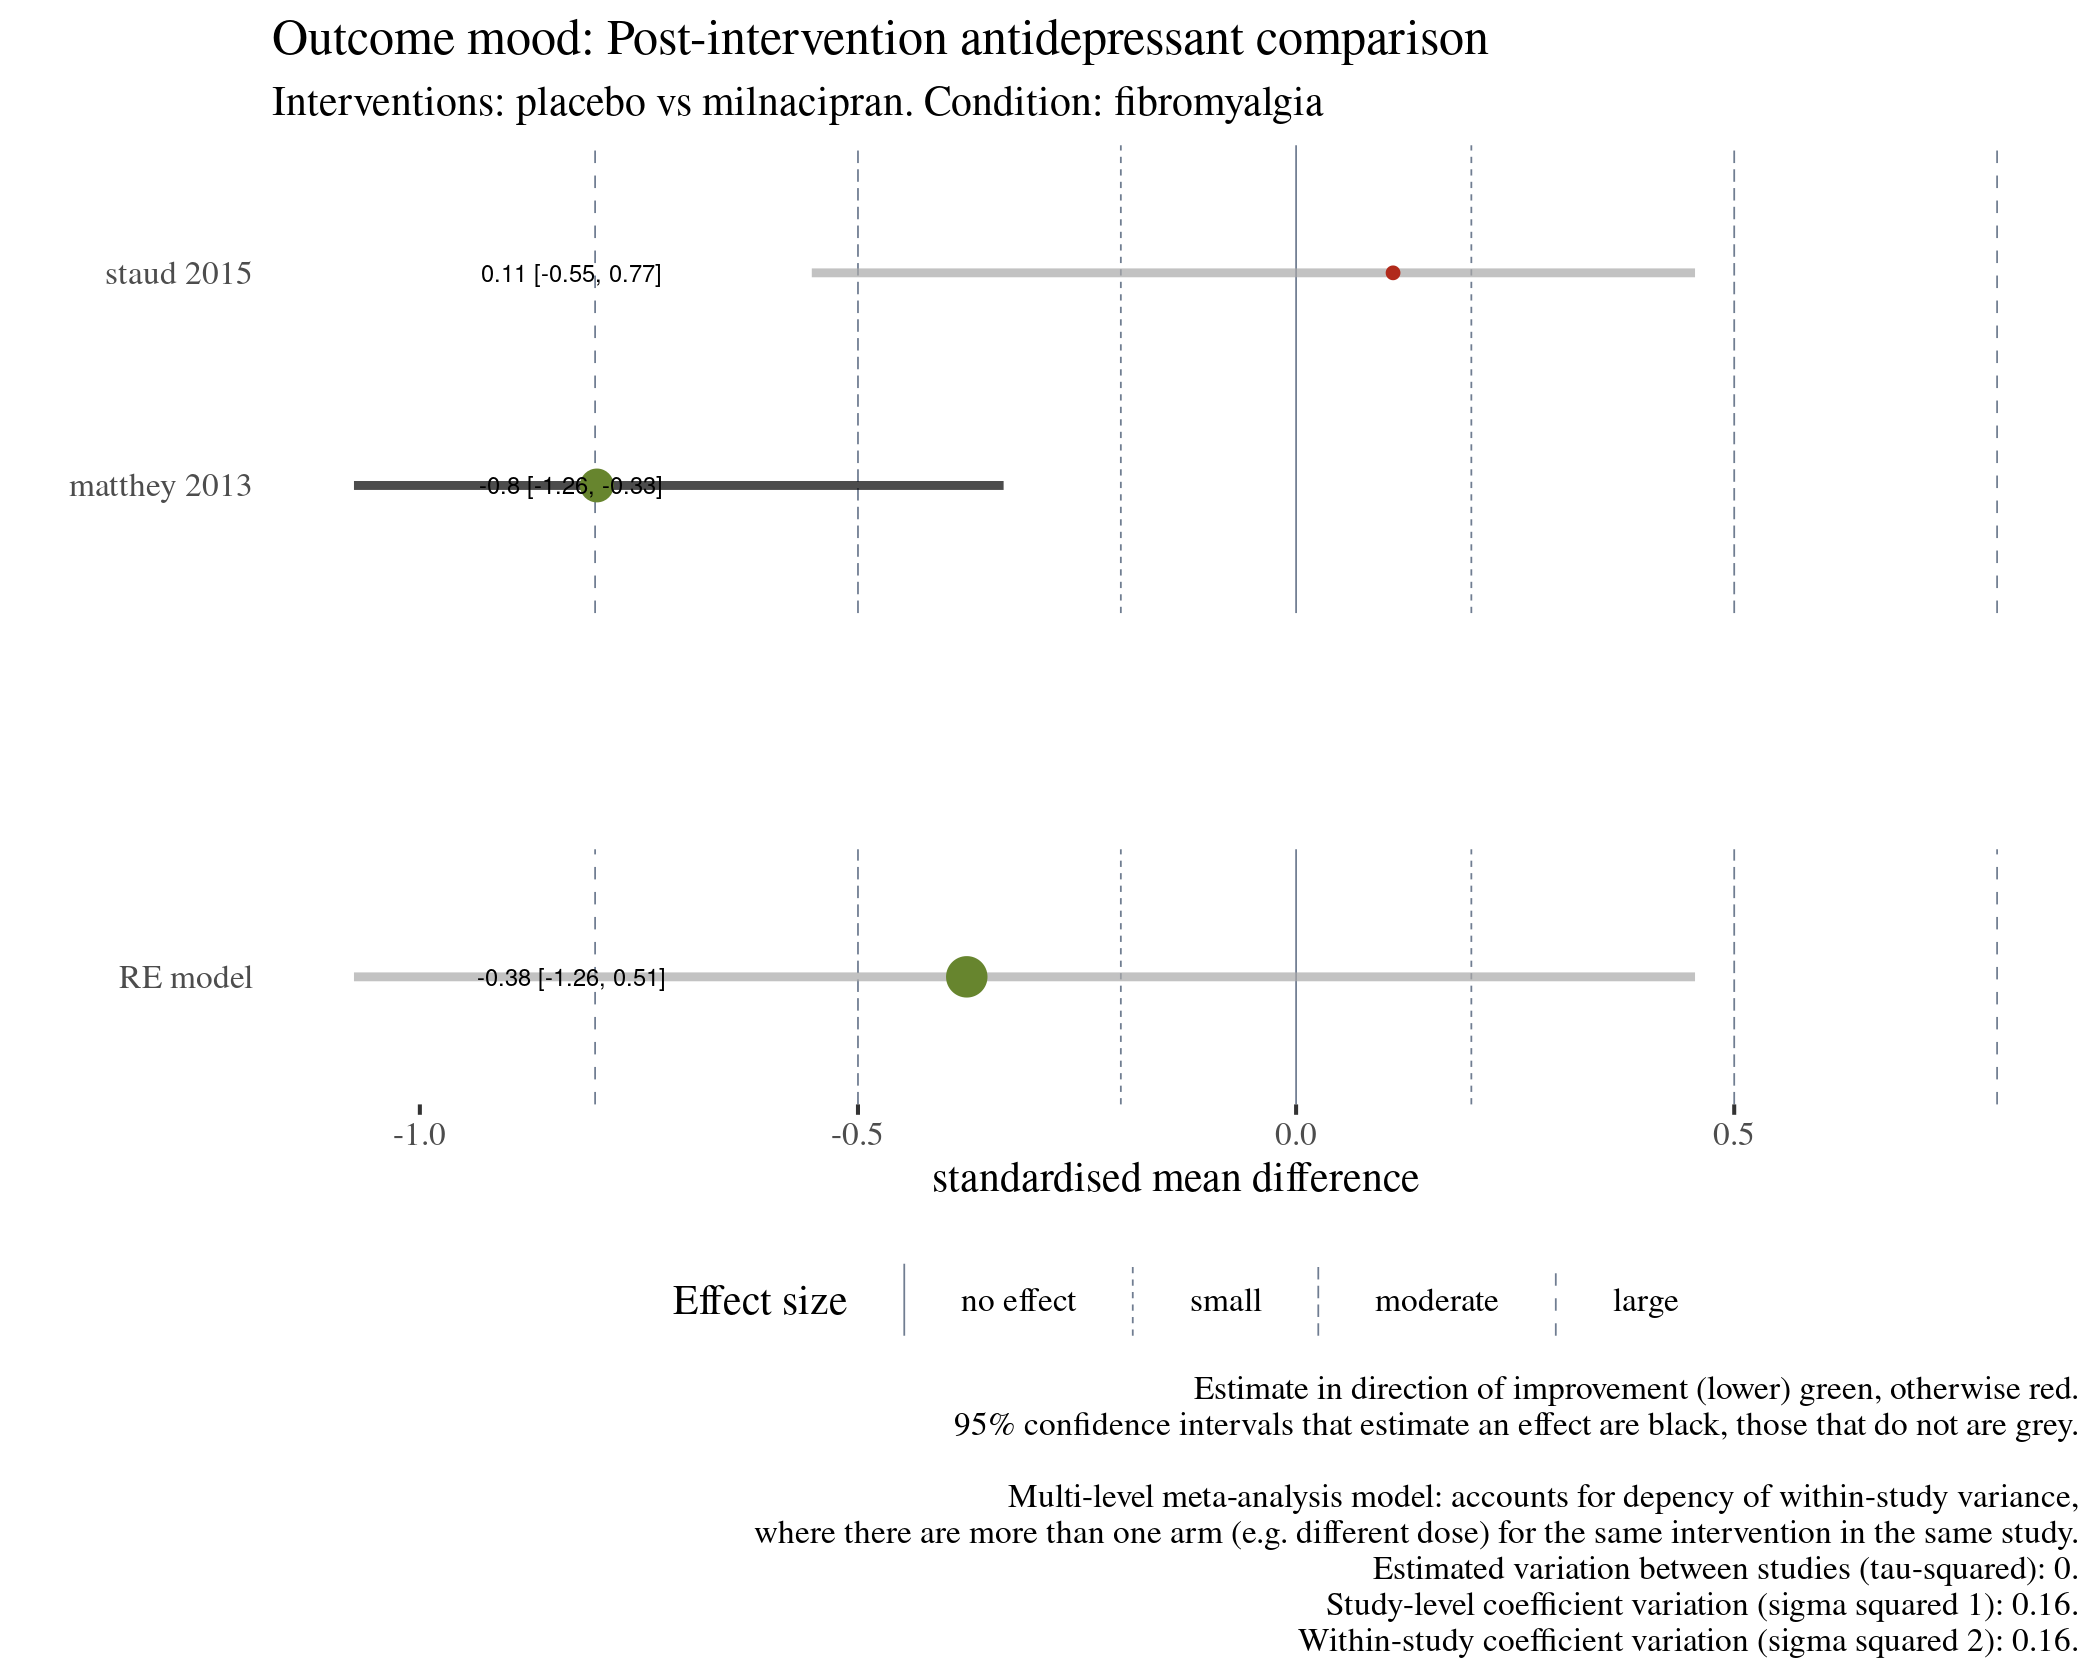 Outcome mood: Post-intervention antidepressant comparison
Interventions: placebo vs milnacipran. Condition: fibromyalgia
staud 2015
0.11 [-0.55, 0.77]
matthey 2013
-0.8 [-1.26, -0.33]
RE model
-0.38 [-1.26, 0.51]
-1.0 -0.5 0.0 0.5
standardised mean difference
Effect size no effect small moderate large
Estimate in direction of improvement (lower) green, otherwise red.
95% confidence intervals that estimate an effect are black, those that do not are grey.
Multi-level meta-analysis model: accounts for depency of within-study variance,
where there are more than one arm (e.g. different dose) for the same intervention in the same study.
Estimated variation between studies (tau-squared): 0.
Study-level coefficient variation (sigma squared 1): 0.16.
Within-study coefficient variation (sigma squared 2): 0.16.